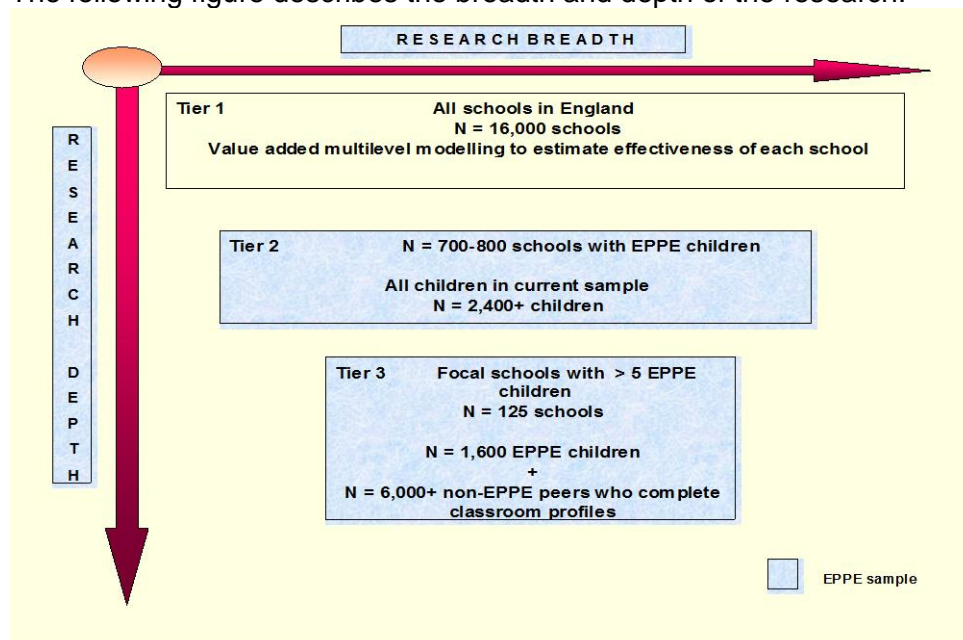 The following figure describes the breadth and depth of the research.
RESEARCH BREADTH
RESEARCH DEPTH
Tier 1 All schools in England
N = 16,000 schools
Value added multilevel modelling to estimate effectiveness of each school
Tier 2 N = 700-800 schools with EPPE children
All children in current sample
N = 2,400+ children
Tier 3 Focal schools with > 5 EPPE
children
N = 125 schools
N = 1,600 EPPE children
+
N = 6,000+ non-EPPE peers who complete
classroom profiles
EPPE sample